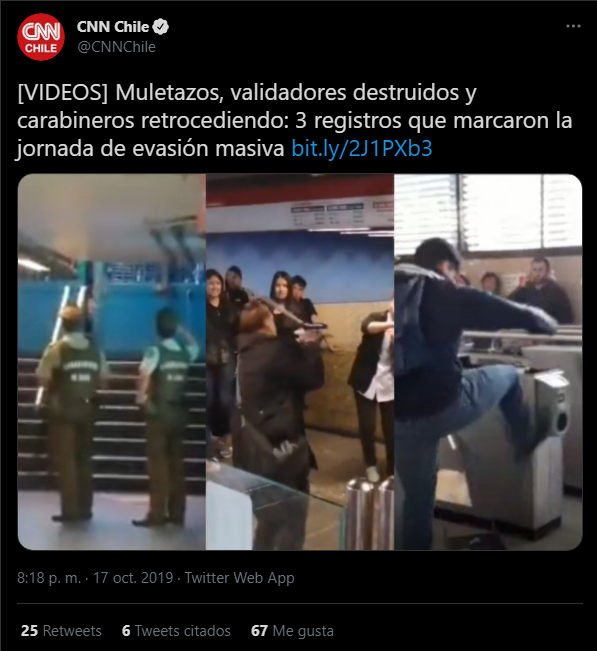 CNN
CHILE
CNN Chile
@CNNChile
[VIDEOS] Muletazos, validadores destruidos y
carabineros retrocediendo: 3 registros que marcaron la
jornada de evasión masiva bit.ly/2J1PXb3
8:18 p. m. · 17 oct. 2019 · Twitter Web App
25 Retweets 6 Tweets citados 67 Me gusta